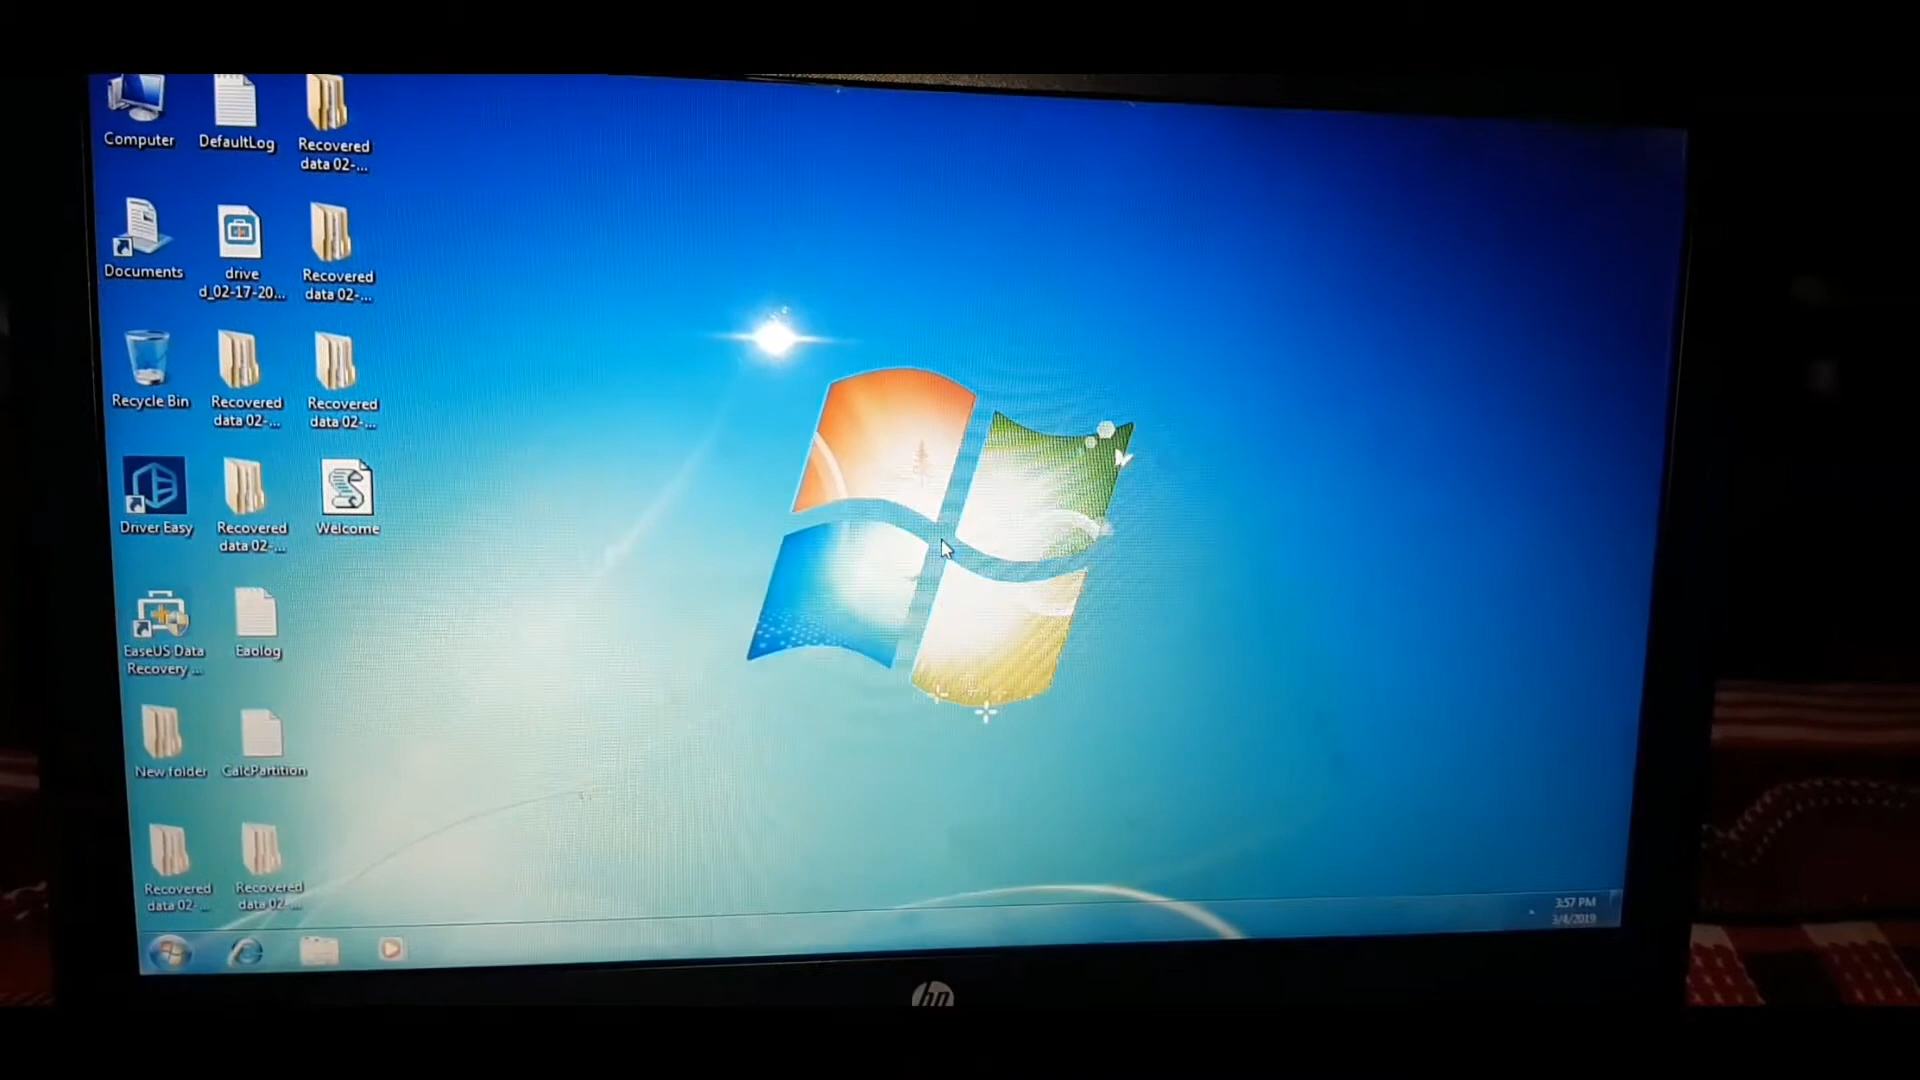 Computer
DefaultLog
Recovered
data 02-...
Documents
drive
d_02-17-20...
Recovered
data 02-...
Recycle Bin
Recovered
data 02-...
Recovered
data 02-...
Driver Easy
Recovered
data 02-...
Welcome
EaseUS Data
Recovery ...
Eaolog
New folder
CalcPartition
Recovered
data 02-...
Recovered
data 02-...
3:57 PM
3/4/2019
hp